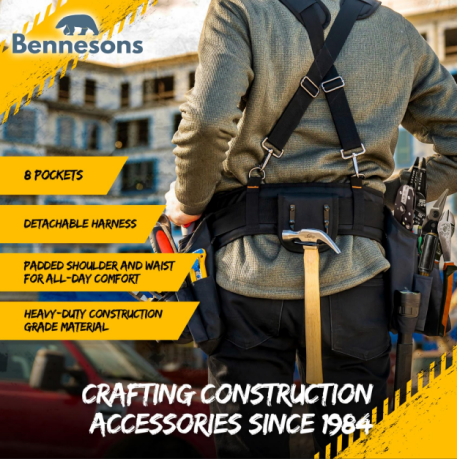 Bennesons
8 POCKETS
DETACHABLE HARNESS
PADDED SHOULDER AND WAIST
FOR ALL-DAY COMFORT
HEAVY-DUTY CONSTRUCTION
GRADE MATERIAL
CRAFTING CONSTRUCTION
ACCESSORIES SINCE 1984